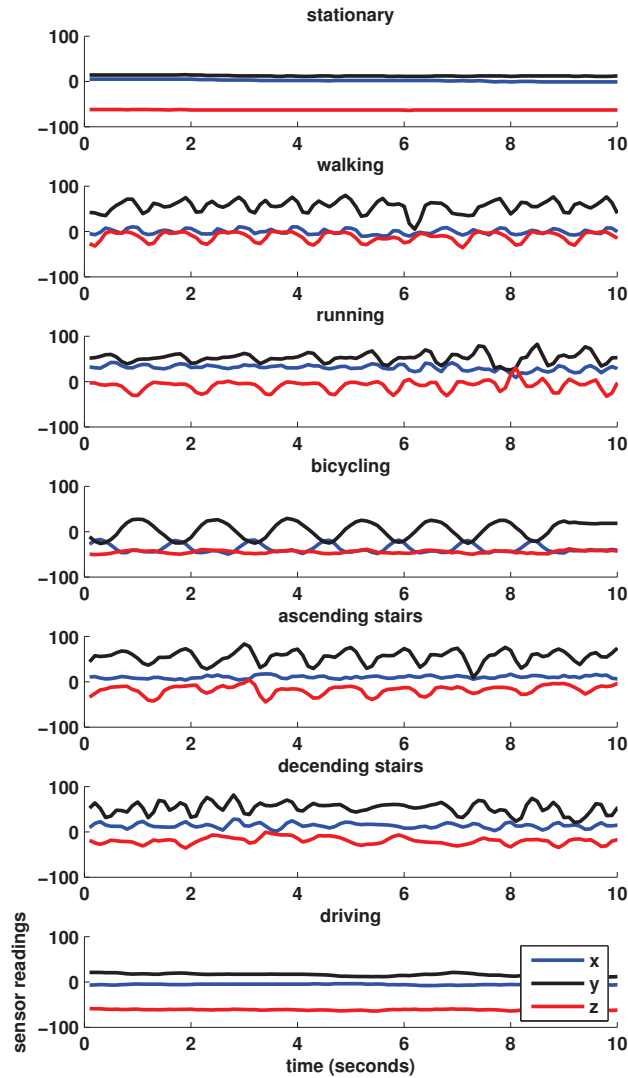 stationary
100
0
−100
0 2 4 6 8 10
walking
100
0
−100
0 2 4 6 8 10
running
100
0
−100
0 2 4 6 8 10
bicycling
100
0
−100
0 2 4 6 8 10
ascending stairs
100
0
−100
0 2 4 6 8 10
decending stairs
100
0
−100
0 2 4 6 8 10
driving
sensor readings
100
0
−100
x
y
z
0 2 4 6 8 10
time (seconds)